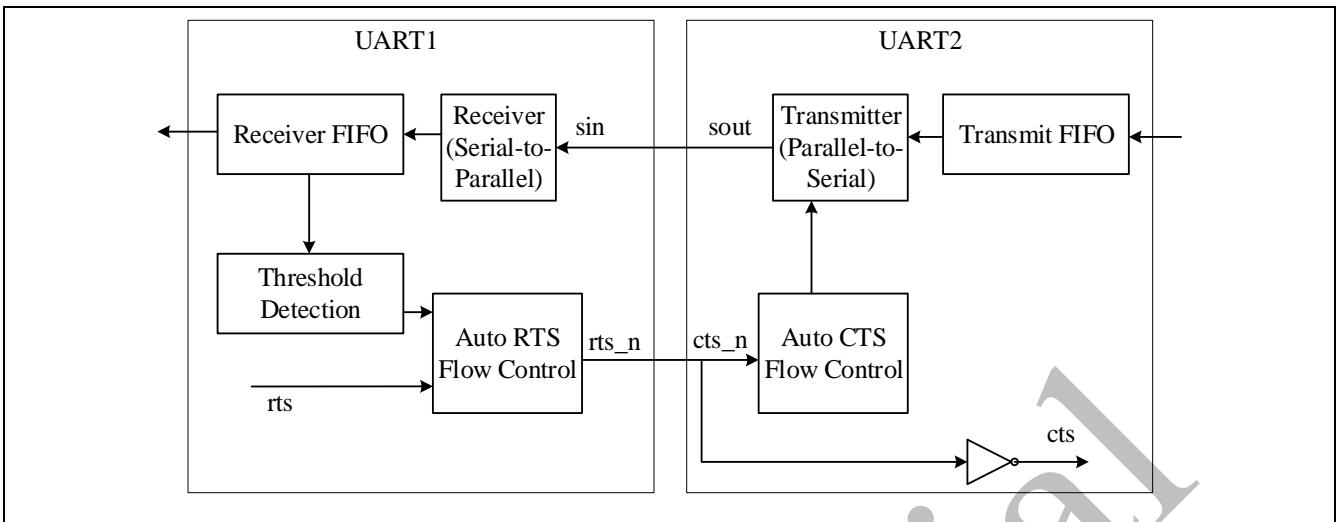 UART1
UART2
Receiver FIFO
Receiver
(Serial-to-
Parallel)
sin
sout
Transmitter
(Parallel-to-
Serial)
Transmit FIFO
Threshold
Detection
Auto RTS
Flow Control
rts_n
cts_n
Auto CTS
Flow Control
rts
cts